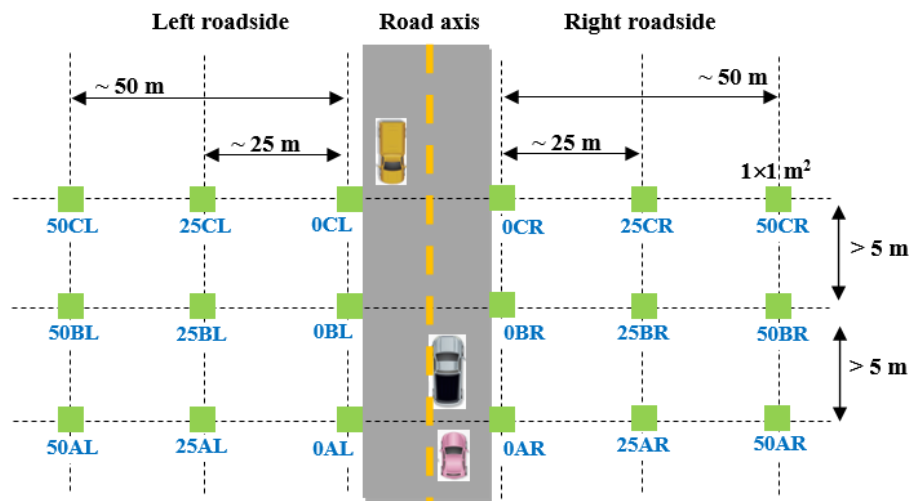 Left roadside Road axis Right roadside
~ 50 m ~ 50 m
~ 25 m ~ 25 m
1×1 m²
50CL 25CL 0CL 0CR 25CR 50CR
> 5 m
50BL 25BL 0BL 0BR 25BR 50BR
> 5 m
50AL 25AL 0AL 0AR 25AR 50AR